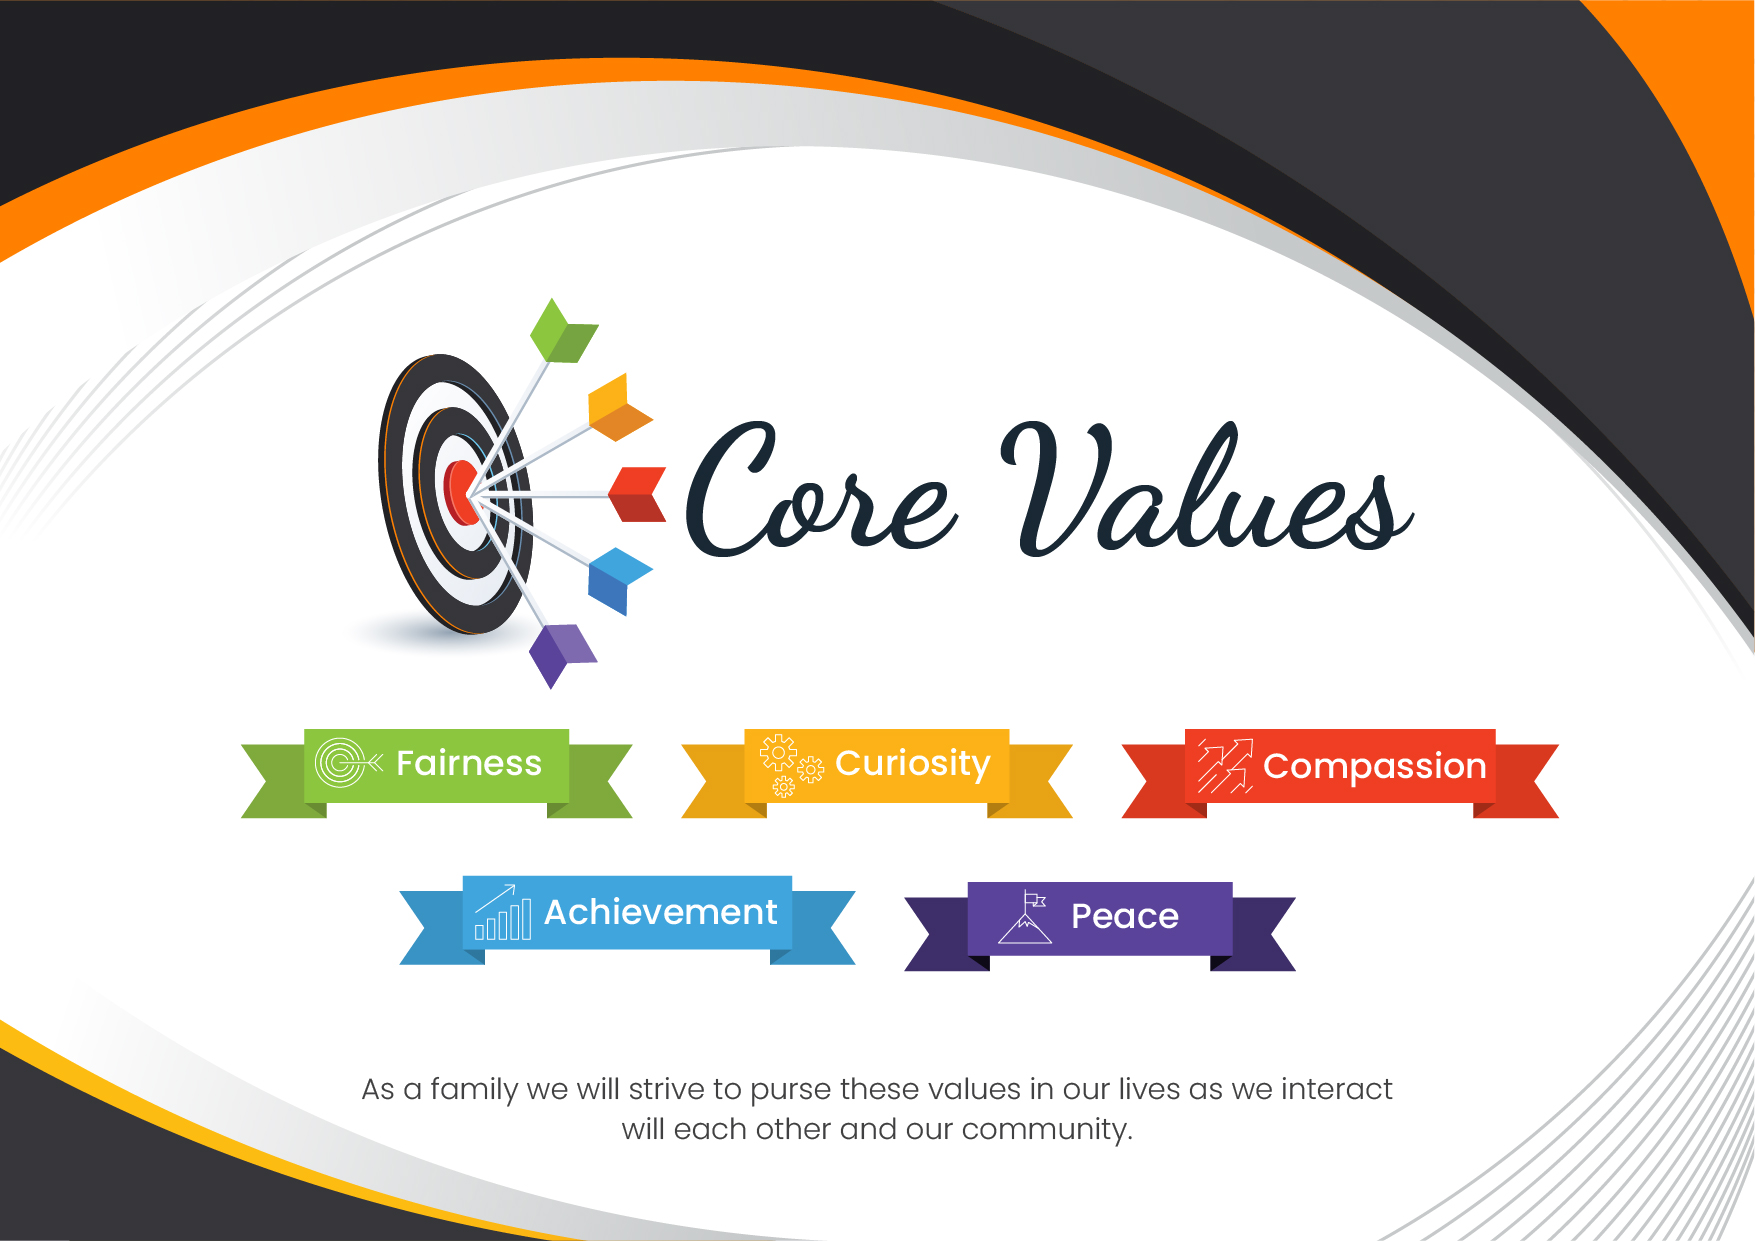 Core Values
Fairness
Curiosity
Compassion
Achievement
Peace
As a family we will strive to purse these values in our lives as we interact
will each other and our community.